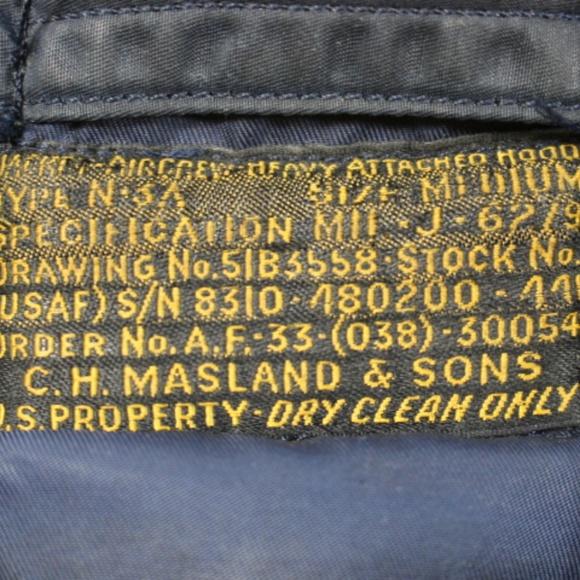 JACKET-AIRCREW-HEAVY ATTACHED HOOD
TYPE N-3A SIZE MEDIUM
SPECIFICATION MIL-J-6279
DRAWING No.51B3558-STOCK No.
(USAF) S/N 8310-480200-
ORDER No.A.F.-33-(038)-30054
C.H. MASLAND & SONS
U.S. PROPERTY-DRY CLEAN ONLY